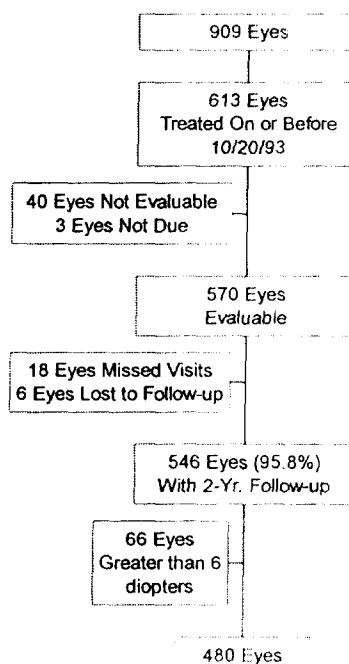 909 Eyes
613 Eyes
Treated On or Before
10/20/93
40 Eyes Not Evaluable
3 Eyes Not Due
570 Eyes
Evaluable
18 Eyes Missed Visits
6 Eyes Lost to Follow-up
546 Eyes (95.8%)
With 2-Yr. Follow-up
66 Eyes
Greater than 6
diopters
480 Eyes